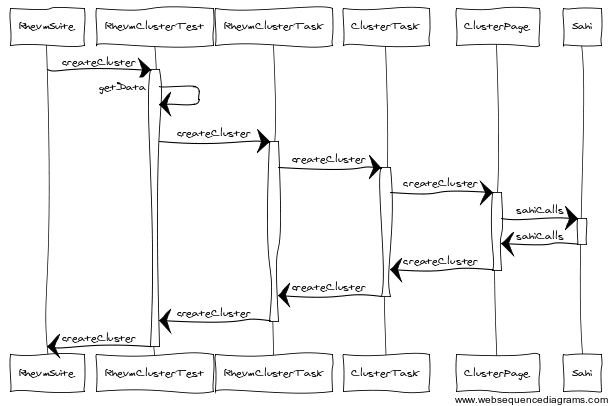 RhevmSuite RhevmClusterTest RhevmClusterTask ClusterTask ClusterPage Sahi
createCluster
getData
createCluster
createCluster
createCluster
sahiCalls
sahiCalls
createCluster
createCluster
createCluster
createCluster
RhevmSuite RhevmClusterTest RhevmClusterTask ClusterTask ClusterPage Sahi
www.websequencediagrams.com